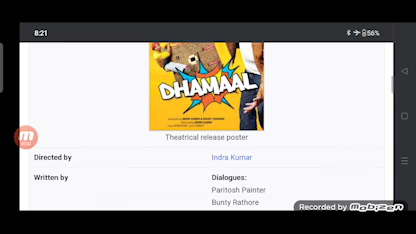 8:21
56%
DHAMAAL
Theatrical release poster
Directed by
Indra Kumar
Written by
Dialogues:
Paritosh Painter
Bunty Rathore
Recorded by Mobizen